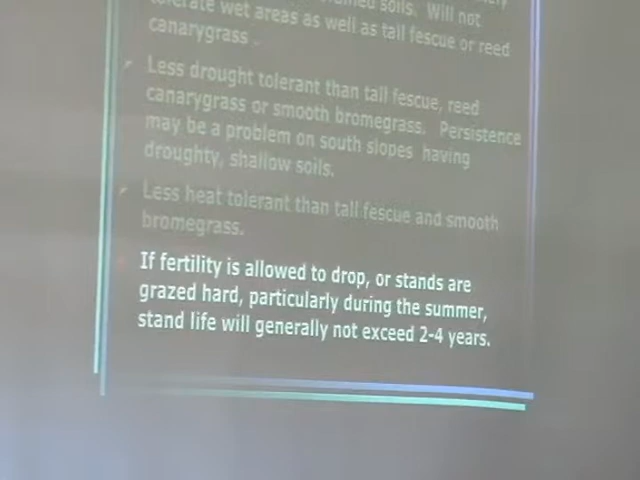 soils. Will not
tolerate wet areas as well as tall fescue or reed
canarygrass .
Less drought tolerant than tall fescue, reed
canarygrass or smooth bromegrass. Persistence
may be a problem on south slopes having
droughty, shallow soils.
Less heat tolerant than tall fescue and smooth
bromegrass.
If fertility is allowed to drop, or stands are
grazed hard, particularly during the summer,
stand life will generally not exceed 2-4 years.